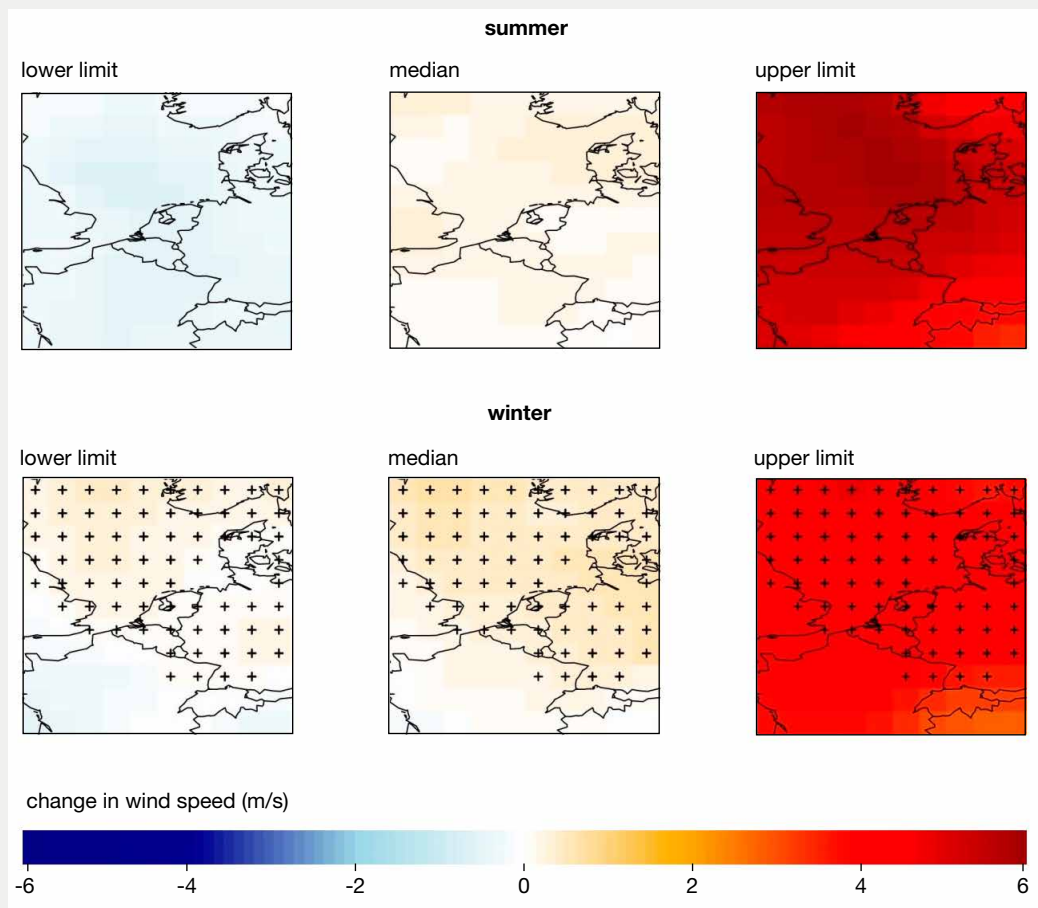 summer
lower limit
median
upper limit
winter
lower limit
median
upper limit
change in wind speed (m/s)
-6
-4
-2
0
2
4
6